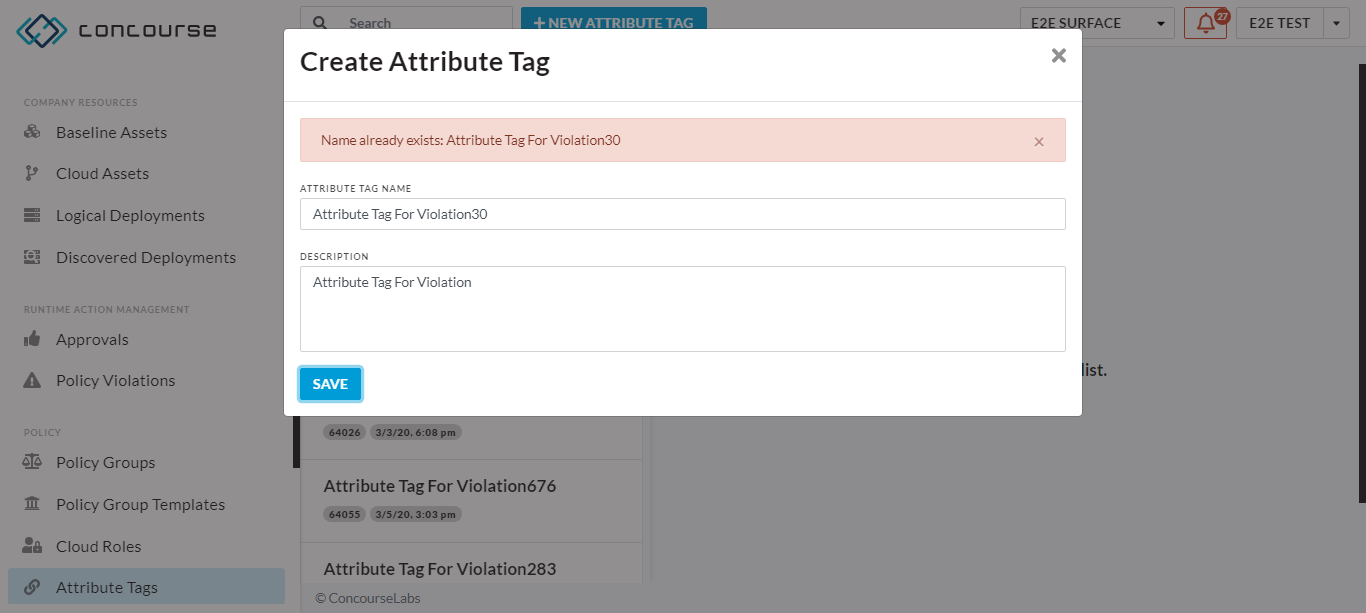 concourse
Search
+ NEW ATTRIBUTE TAG
E2E SURFACE
27
E2E TEST
Create Attribute Tag
×
Name already exists: Attribute Tag For Violation30
×
ATTRIBUTE TAG NAME
Attribute Tag For Violation30
DESCRIPTION
Attribute Tag For Violation
SAVE
COMPANY RESOURCES
Baseline Assets
Cloud Assets
Logical Deployments
Discovered Deployments
RUNTIME ACTION MANAGEMENT
Approvals
Policy Violations
POLICY
Policy Groups
Policy Group Templates
Cloud Roles
Attribute Tags
list.
64026 3/3/20, 6:08 pm
Attribute Tag For Violation676
64055 3/5/20, 3:03 pm
Attribute Tag For Violation283
© ConcourseLabs